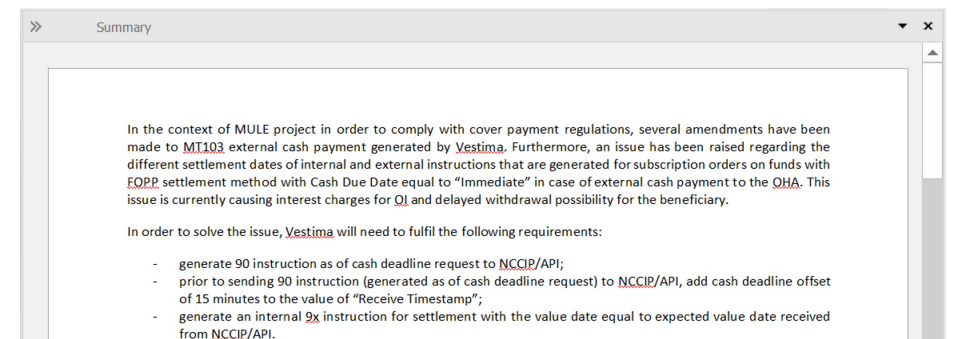 Summary
In the context of MULE project in order to comply with cover payment regulations, several amendments have been
made to MT103 external cash payment generated by Vestima. Furthermore, an issue has been raised regarding the
different settlement dates of internal and external instructions that are generated for subscription orders on funds with
FOPP settlement method with Cash Due Date equal to “Immediate” in case of external cash payment to the OHA. This
issue is currently causing interest charges for OI and delayed withdrawal possibility for the beneficiary.
In order to solve the issue, Vestima will need to fulfil the following requirements:
- generate 90 instruction as of cash deadline request to NCCIP/API;
- prior to sending 90 instruction (generated as of cash deadline request) to NCCIP/API, add cash deadline offset
of 15 minutes to the value of “Receive Timestamp”;
- generate an internal 9x instruction for settlement with the value date equal to expected value date received
from NCCIP/API.